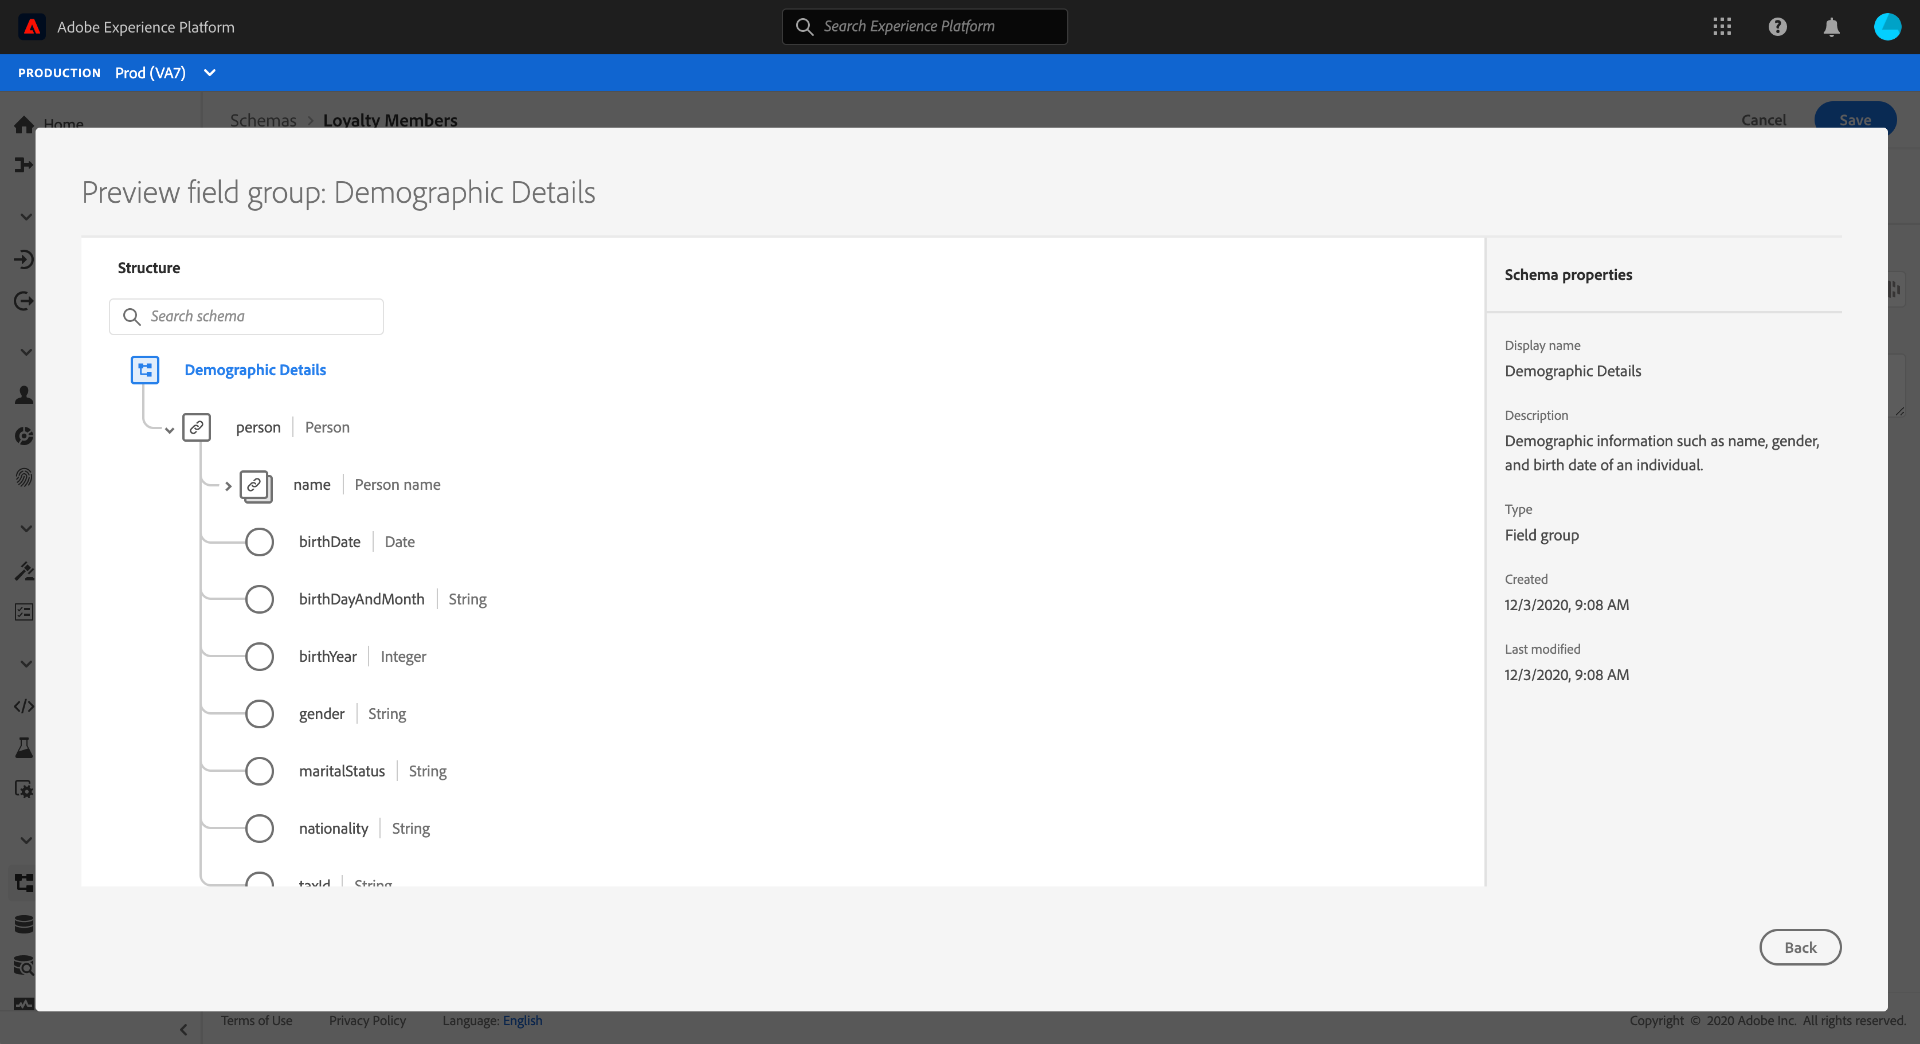 Adobe Experience Platform
Search Experience Platform
PRODUCTION Prod (VA7)
Home
Schemas > Loyalty Members
Cancel
Save
Preview field group: Demographic Details
Structure
Search schema
Demographic Details
person Person
name Person name
birthDate Date
birthDayAndMonth String
birthYear Integer
gender String
maritalStatus String
nationality String
taxId String
Schema properties
Display name
Demographic Details
Description
Demographic information such as name, gender,
and birth date of an individual.
Type
Field group
Created
12/3/2020, 9:08 AM
Last modified
12/3/2020, 9:08 AM
Back
Terms of Use Privacy Policy Language: English
Copyright © 2020 Adobe Inc. All rights reserved.